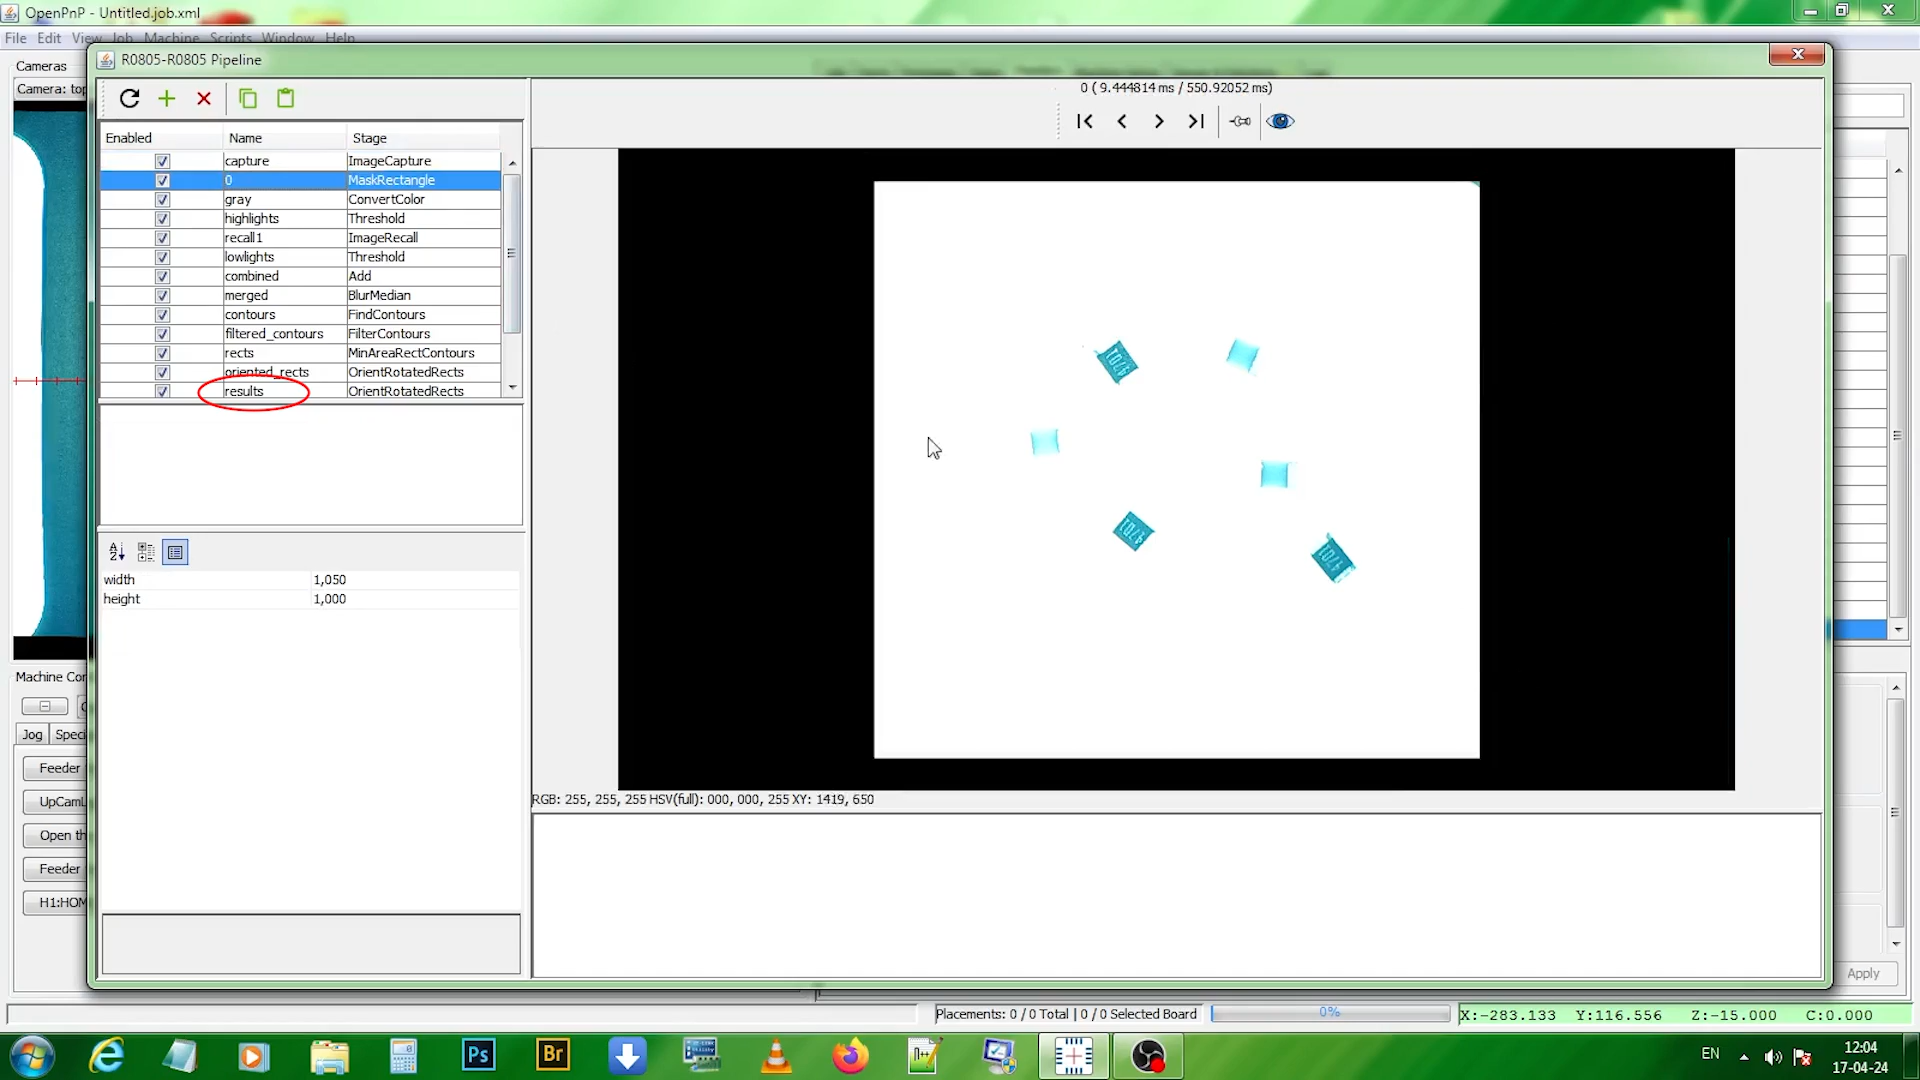 OpenPnP - Untitled.job.xml
File Edit View Job Machine Scripts Window Help
Cameras
R0805-R0805 Pipeline
Camera: top
0 ( 9.444814 ms / 550.92052 ms)
Enabled Name Stage
capture ImageCapture
0 MaskRectangle
gray ConvertColor
highlights Threshold
recall1 ImageRecall
lowlights Threshold
combined Add
merged BlurMedian
contours FindContours
filtered_contours FilterContours
rects MinAreaRectContours
oriented_rects OrientRotatedRects
results OrientRotatedRects
width 1,050
height 1,000
Machine Con
Jog Speci
Feeder
UpCamL
Open th
Feeder
H1:HOM
RGB: 255, 255, 255 HSV(full): 000, 000, 255 XY: 1419, 650
Apply
Placements: 0 / 0 Total | 0 / 0 Selected Board 0% X:-283.133 Y:116.556 Z:-15.000 C:0.000
Ps Br
EN
12:04
17-04-24